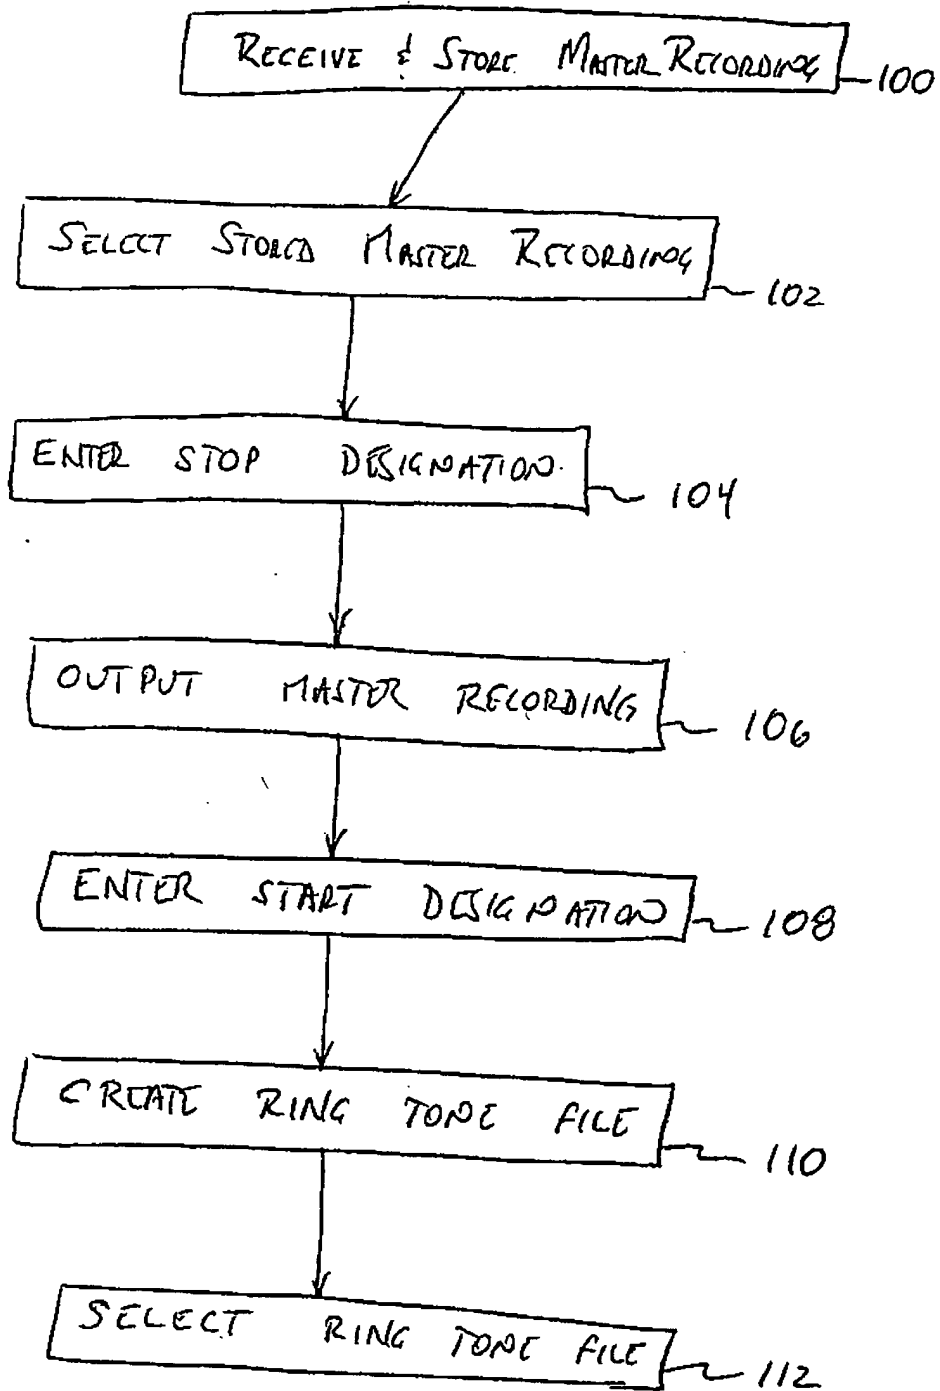 RECEIVE & STORE MASTER RECORDING
100
SELECT STORED MASTER RECORDING
102
ENTER STOP DESIGNATION
104
OUTPUT MASTER RECORDING
106
ENTER START DESIGNATION
108
CREATE RING TONE FILE
110
SELECT RING TONE FILE
112